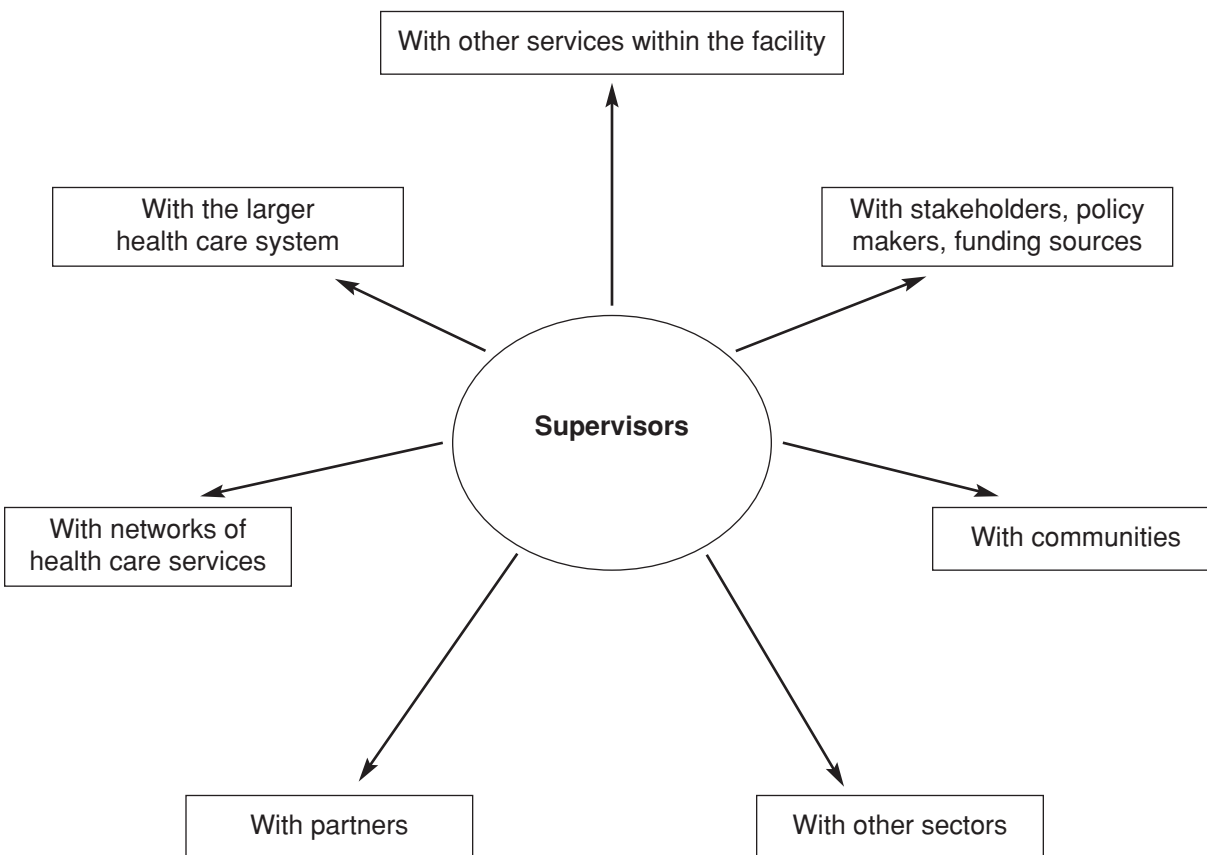 With other services within the facility
With the larger
health care system
With stakeholders, policy
makers, funding sources
Supervisors
With networks of
health care services
With communities
With partners
With other sectors